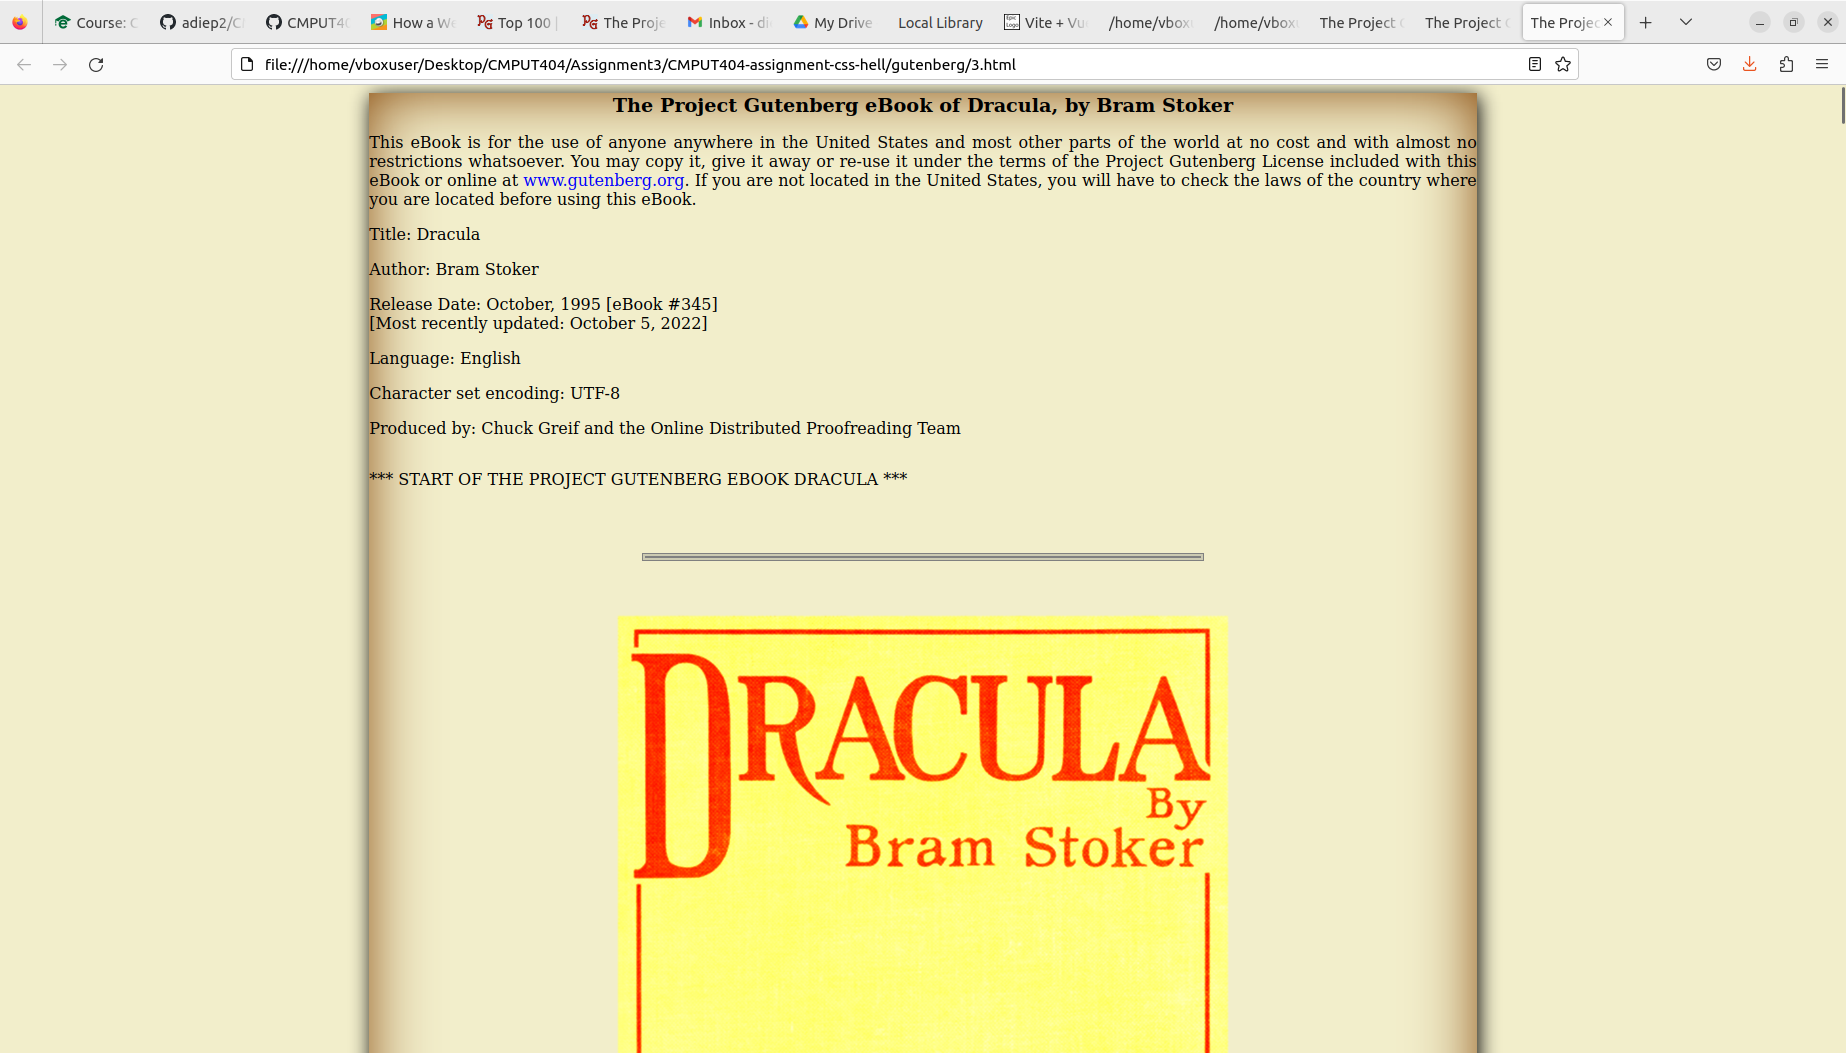 Course: C
adiep2/C
CMPUT40
How a We
Top 100 |
The Proje
Inbox - di
My Drive
Local Library
Vite + Vue
/home/vboxu
/home/vboxu
The Project G
The Project G
The Projec
file:///home/vboxuser/Desktop/CMPUT404/Assignment3/CMPUT404-assignment-css-hell/gutenberg/3.html
The Project Gutenberg eBook of Dracula, by Bram Stoker
This eBook is for the use of anyone anywhere in the United States and most other parts of the world at no cost and with almost no
restrictions whatsoever. You may copy it, give it away or re-use it under the terms of the Project Gutenberg License included with this
eBook or online at www.gutenberg.org. If you are not located in the United States, you will have to check the laws of the country where
you are located before using this eBook.
Title: Dracula
Author: Bram Stoker
Release Date: October, 1995 [eBook #345]
[Most recently updated: October 5, 2022]
Language: English
Character set encoding: UTF-8
Produced by: Chuck Greif and the Online Distributed Proofreading Team
*** START OF THE PROJECT GUTENBERG EBOOK DRACULA ***
DRACULA
By
Bram Stoker